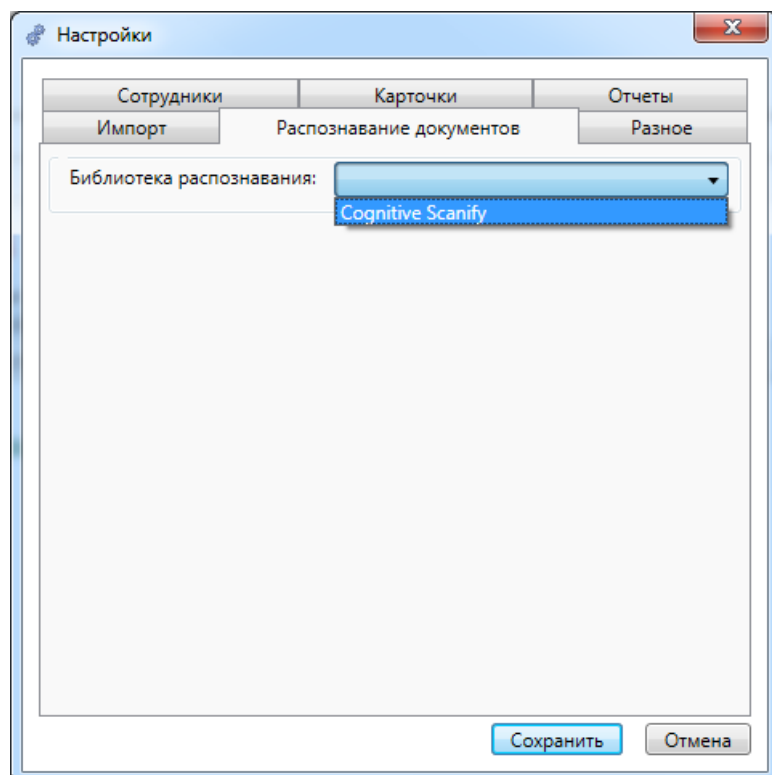 Настройки
Сотрудники Карточки Отчеты
Импорт Распознавание документов Разное
Библиотека распознавания:
Cognitive Scanify
Сохранить Отмена